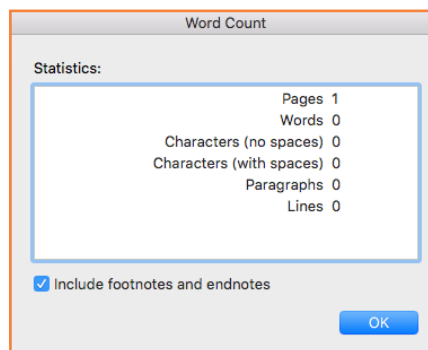 Word Count
Statistics:
Pages 1
Words 0
Characters (no spaces) 0
Characters (with spaces) 0
Paragraphs 0
Lines 0
Include footnotes and endnotes
OK